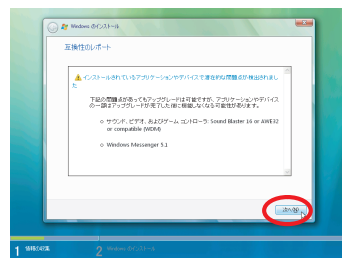 Windows のインストール
互換性のレポート
インストールされているアプリケーションやデバイスで潜在的な問題点が検出されまし
た
下記の問題点があってもアップグレードは可能ですが、アプリケーションやデバイス
の一部はアップグレードが完了した後に機能しなくなる可能性があります。
○ サウンド、ビデオ、およびゲーム コントローラ: Sound Blaster 16 or AWE32
or compatible (WDM)
○ Windows Messenger 5.1
次へ(N)
1 情報の収集
2 Windows のインストール